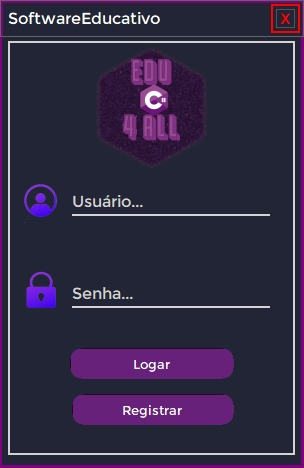 SoftwareEducativo
X
EDU
C#
4 ALL
Usuário...
Senha...
Logar
Registrar